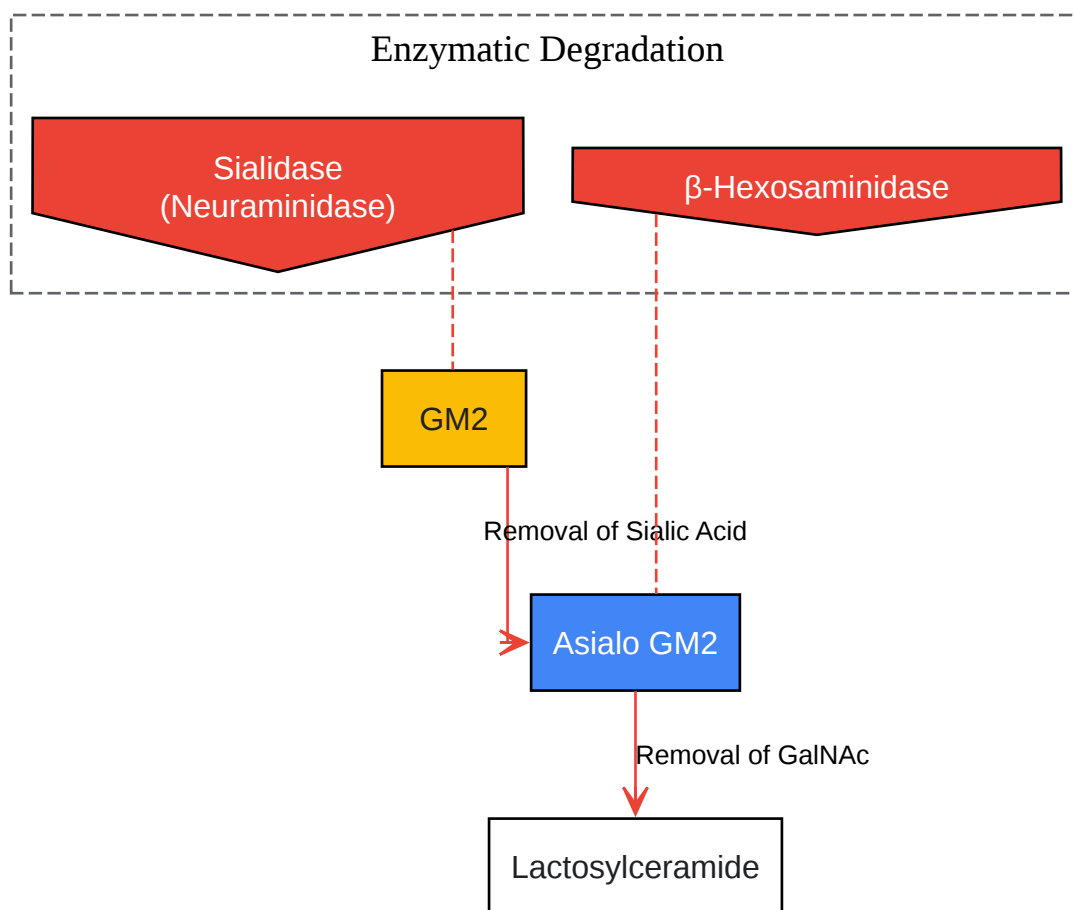 Enzymatic Degradation
Sialidase
(Neuraminidase)
β-Hexosaminidase
GM2
Removal of Sialic Acid
Asialo GM2
Removal of GalNAc
Lactosylceramide